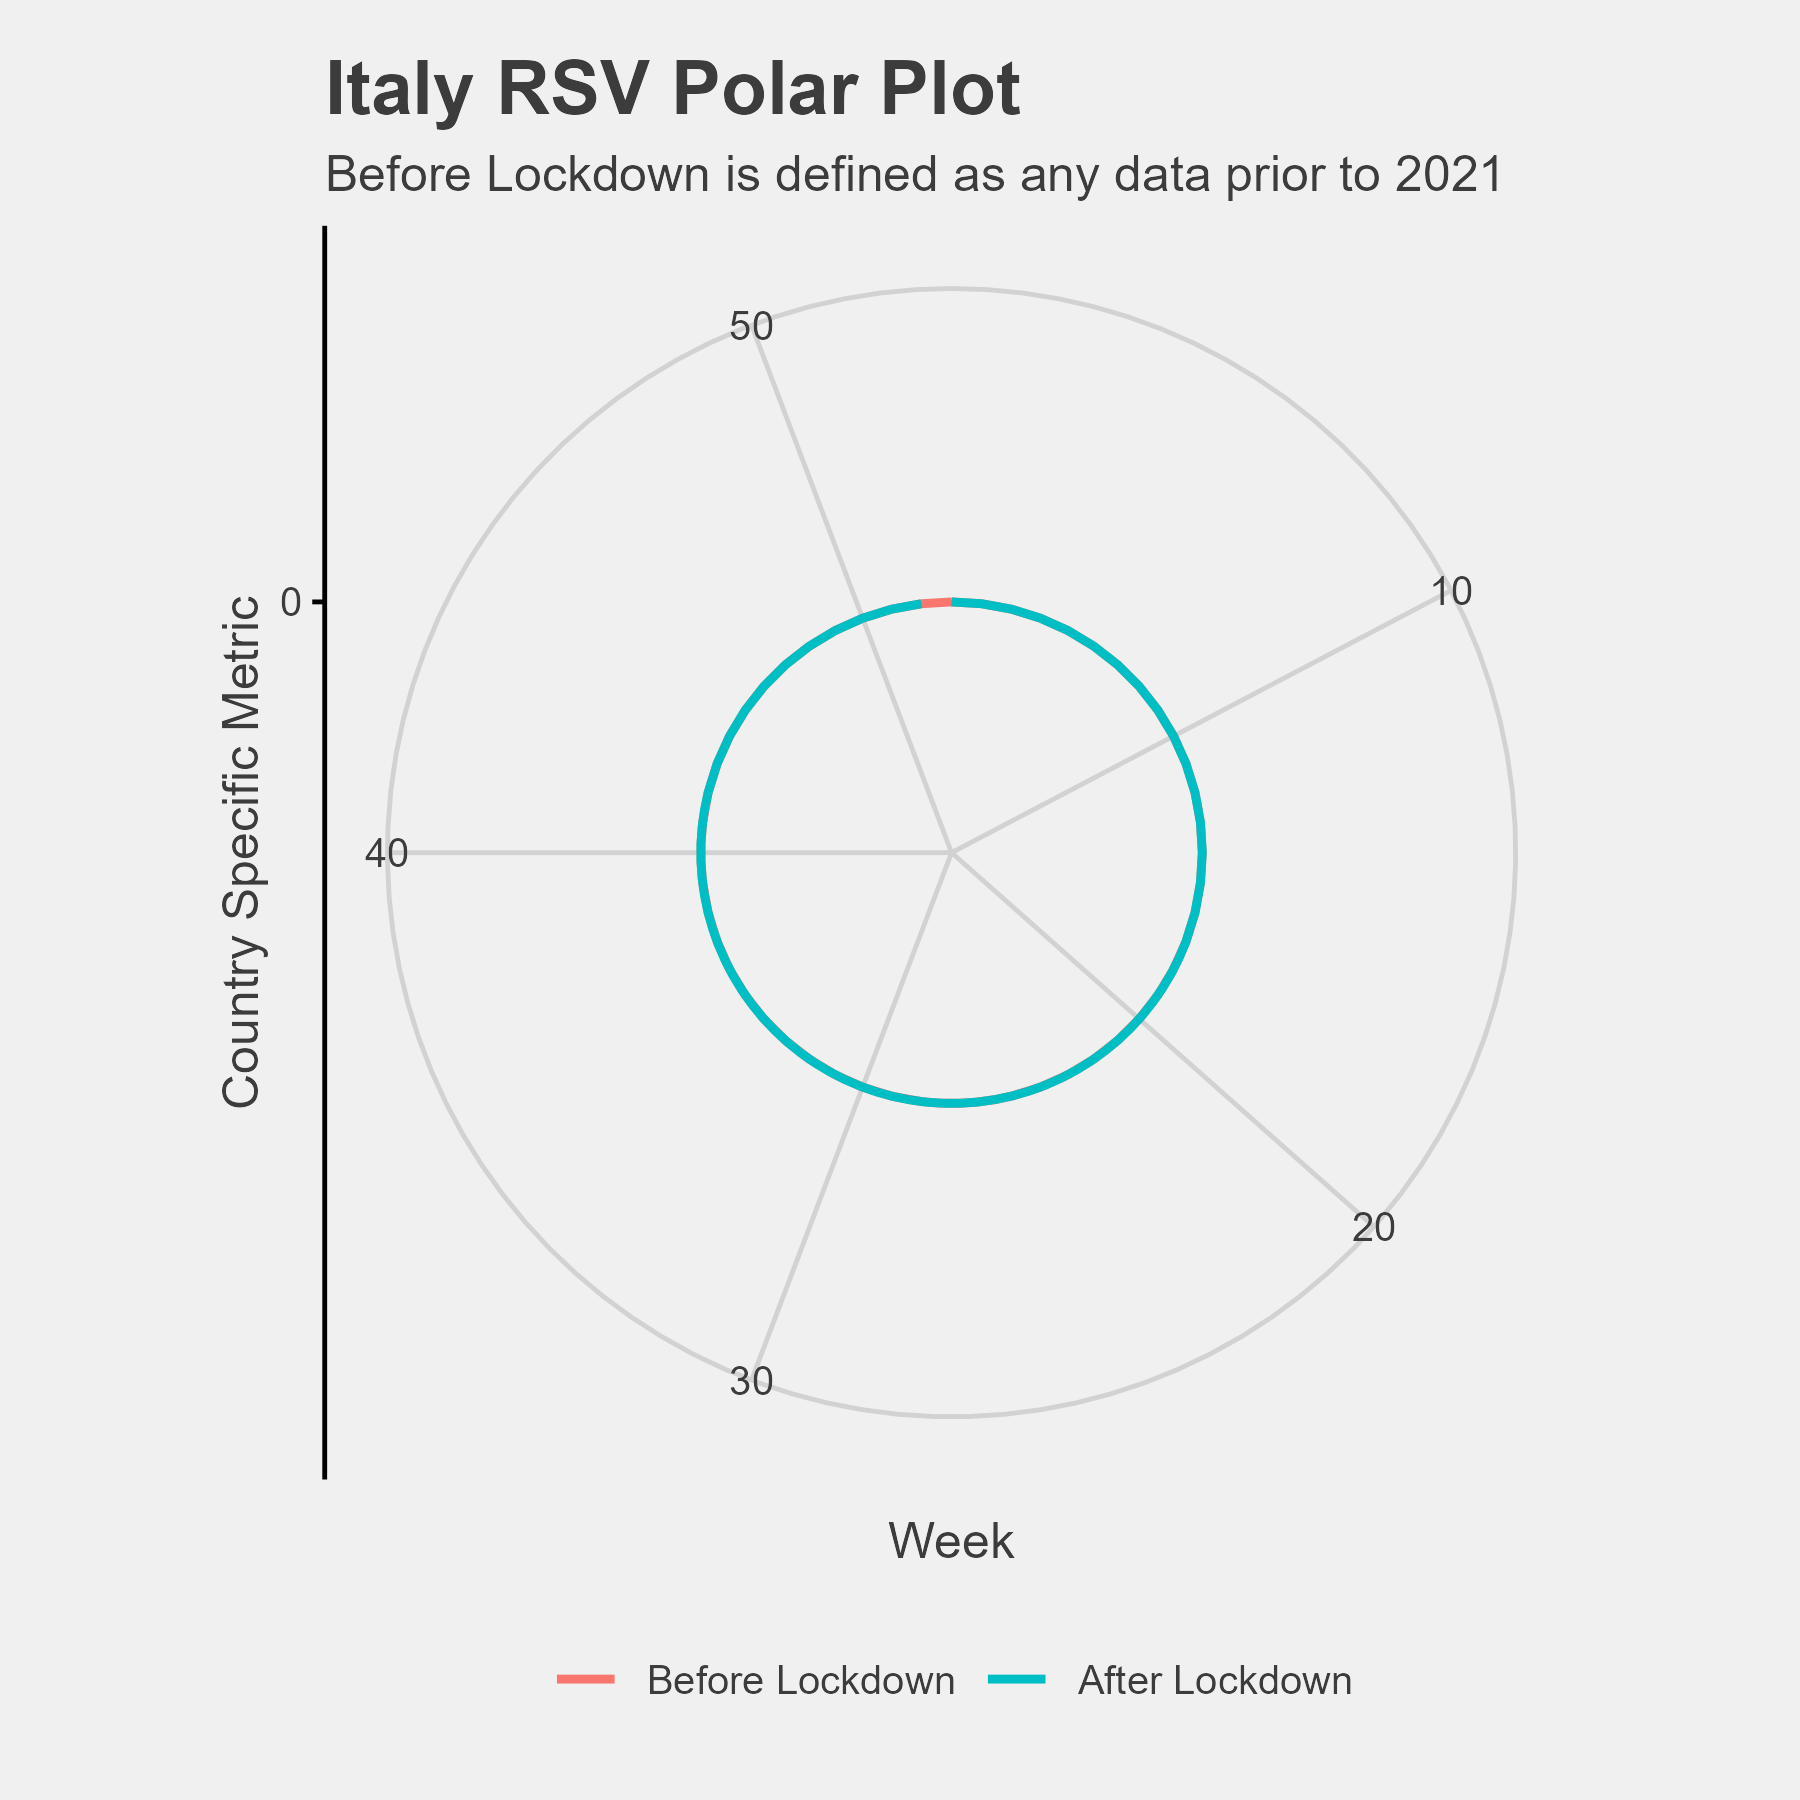 Italy RSV Polar Plot
Before Lockdown is defined as any data prior to 2021
50
10
0
40
20
30
Country Specific Metric
Week
Before Lockdown
After Lockdown